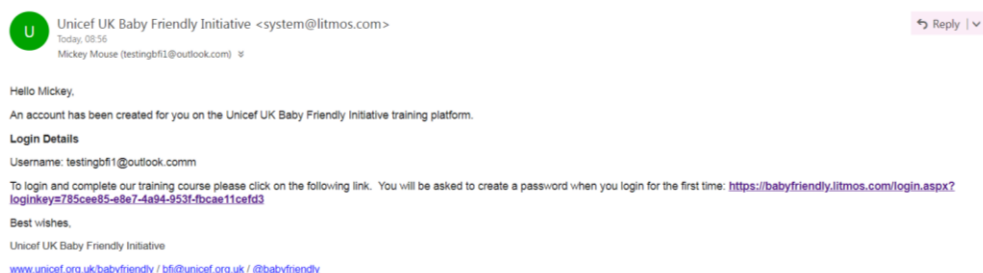 U
Unicef UK Baby Friendly Initiative <system@litmos.com>
Reply
Today, 08:56
Mickey Mouse (testingbfi1@outlook.com)
Hello Mickey,
An account has been created for you on the Unicef UK Baby Friendly Initiative training platform.
Login Details
Username: testingbfi1@outlook.comm
To login and complete our training course please click on the following link. You will be asked to create a password when you login for the first time: https://babyfriendly.litmos.com/login.aspx?
loginkey=785cee85-e8e7-4a94-953f-fbcae11cefd3
Best wishes,
Unicef UK Baby Friendly Initiative
www.unicef.org.uk/babyfriendly / bfi@unicef.org.uk / @babyfriendly